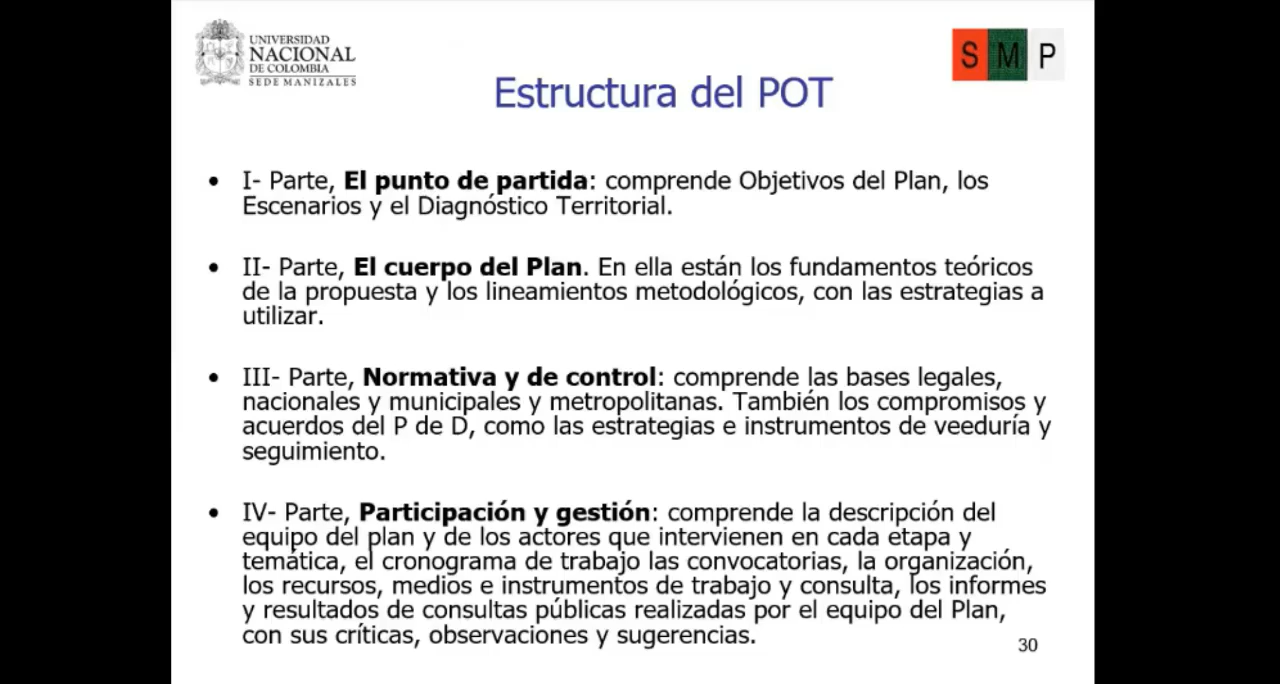 UNIVERSIDAD
NACIONAL
DE COLOMBIA
SEDE MANIZALES
S M P
Estructura del POT
• I- Parte, El punto de partida: comprende Objetivos del Plan, los
Escenarios y el Diagnóstico Territorial.
• II- Parte, El cuerpo del Plan. En ella están los fundamentos teóricos
de la propuesta y los lineamientos metodológicos, con las estrategias a
utilizar.
• III- Parte, Normativa y de control: comprende las bases legales,
nacionales y municipales y metropolitanas. También los compromisos y
acuerdos del P de D, como las estrategias e instrumentos de veeduría y
seguimiento.
• IV- Parte, Participación y gestión: comprende la descripción del
equipo del plan y de los actores que intervienen en cada etapa y
temática, el cronograma de trabajo las convocatorias, la organización,
los recursos, medios e instrumentos de trabajo y consulta, los informes
y resultados de consultas públicas realizadas por el equipo del Plan,
con sus críticas, observaciones y sugerencias.
30